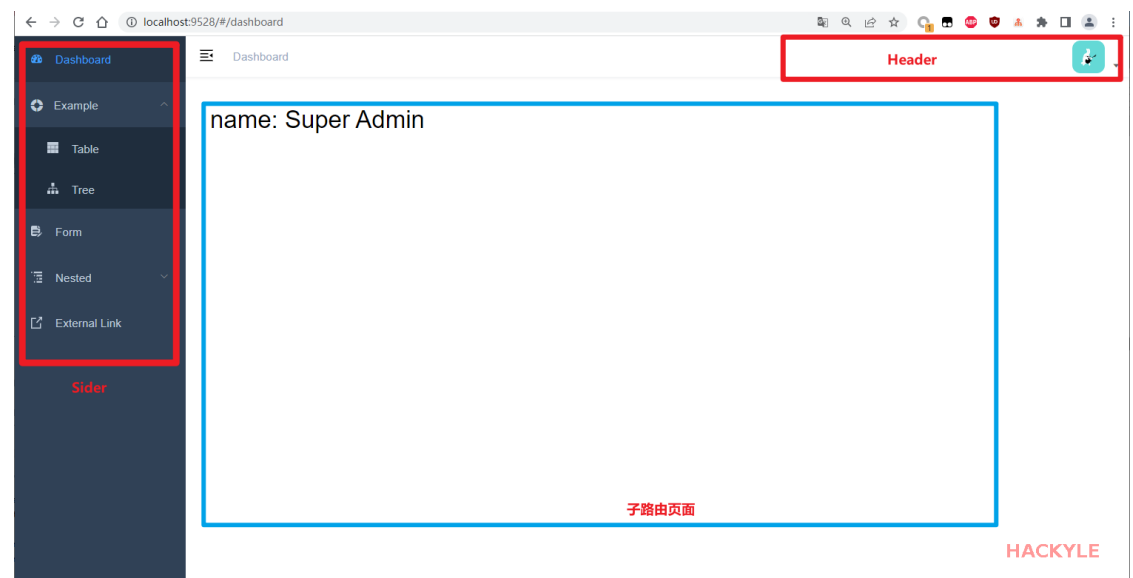 localhost:9528/#/dashboard
Dashboard
Dashboard
Header
Example
name: Super Admin
Table
Tree
Form
Nested
External Link
Sider
子路由页面
HACKYLE